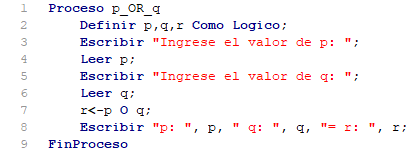 1 Proceso p_OR_q
2 Definir p,q,r Como Logico;
3 Escribir "Ingrese el valor de p: ";
4 Leer p;
5 Escribir "Ingrese el valor de q: ";
6 Leer q;
7 r<-p O q;
8 Escribir "p: ", p, " q: ", q, "= r: ", r;
9 FinProceso